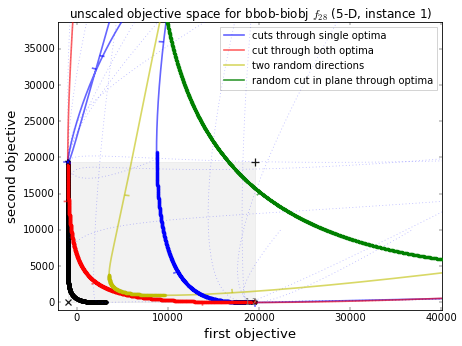 unscaled objective space for bbob-biobj f28 (5-D, instance 1)
cuts through single optima
cut through both optima
two random directions
random cut in plane through optima
second objective
35000
30000
25000
20000
15000
10000
5000
0
0 10000 20000 30000 40000
first objective